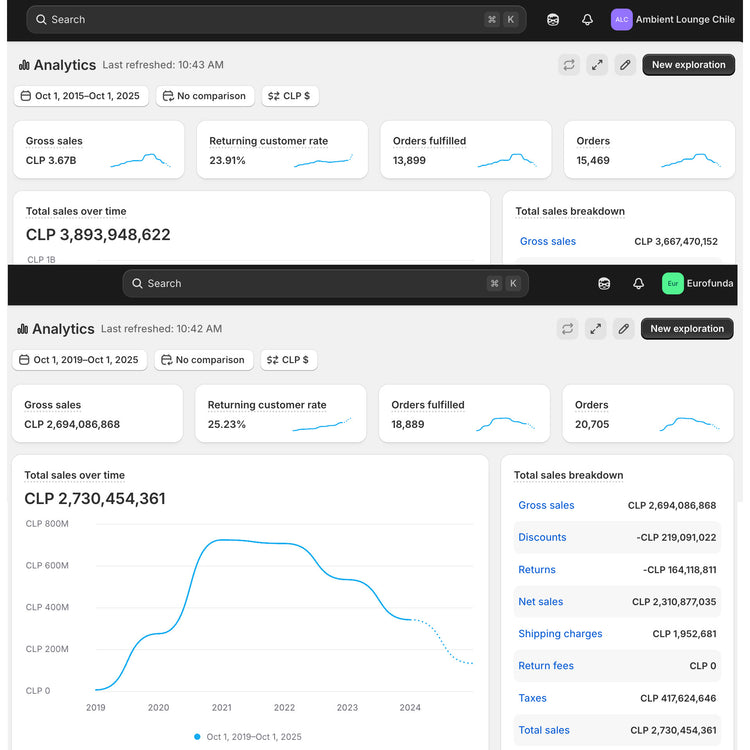 Search ⌘ K ALC Ambient Lounge Chile
Analytics Last refreshed: 10:43 AM New exploration
Oct 1, 2015–Oct 1, 2025 No comparison CLP $
Gross sales Returning customer rate Orders fulfilled Orders
CLP 3.67B 23.91% 13,899 15,469
Total sales over time Total sales breakdown
CLP 3,893,948,622
Gross sales CLP 3,667,470,152
CLP 1B
Search ⌘ K Eur Eurofunda
Analytics Last refreshed: 10:42 AM New exploration
Oct 1, 2019–Oct 1, 2025 No comparison CLP $
Gross sales Returning customer rate Orders fulfilled Orders
CLP 2,694,086,868 25.23% 18,889 20,705
Total sales over time Total sales breakdown
CLP 2,730,454,361
Gross sales CLP 2,694,086,868
CLP 800M
Discounts -CLP 219,091,022
CLP 600M
Returns -CLP 164,118,811
Net sales CLP 2,310,877,035
CLP 400M
Shipping charges CLP 1,952,681
CLP 200M
Return fees CLP 0
CLP 0
Taxes CLP 417,624,646
2019 2020 2021 2022 2023 2024
Total sales CLP 2,730,454,361
Oct 1, 2019–Oct 1, 2025